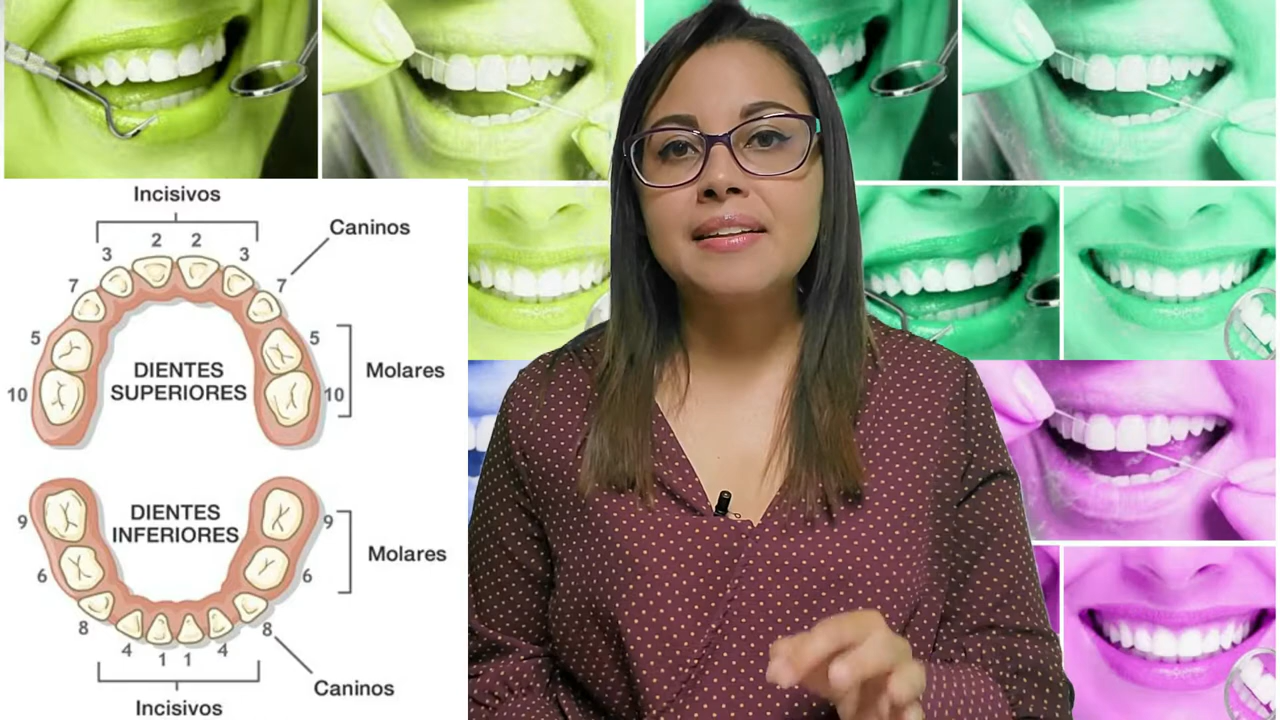 Incisivos
Caninos
2 2
3 3
7 7
5 5
Molares
DIENTES
SUPERIORES
10 10
DIENTES
INFERIORES
9 9
Molares
6 6
8 8
4 1 1 4
Caninos
Incisivos